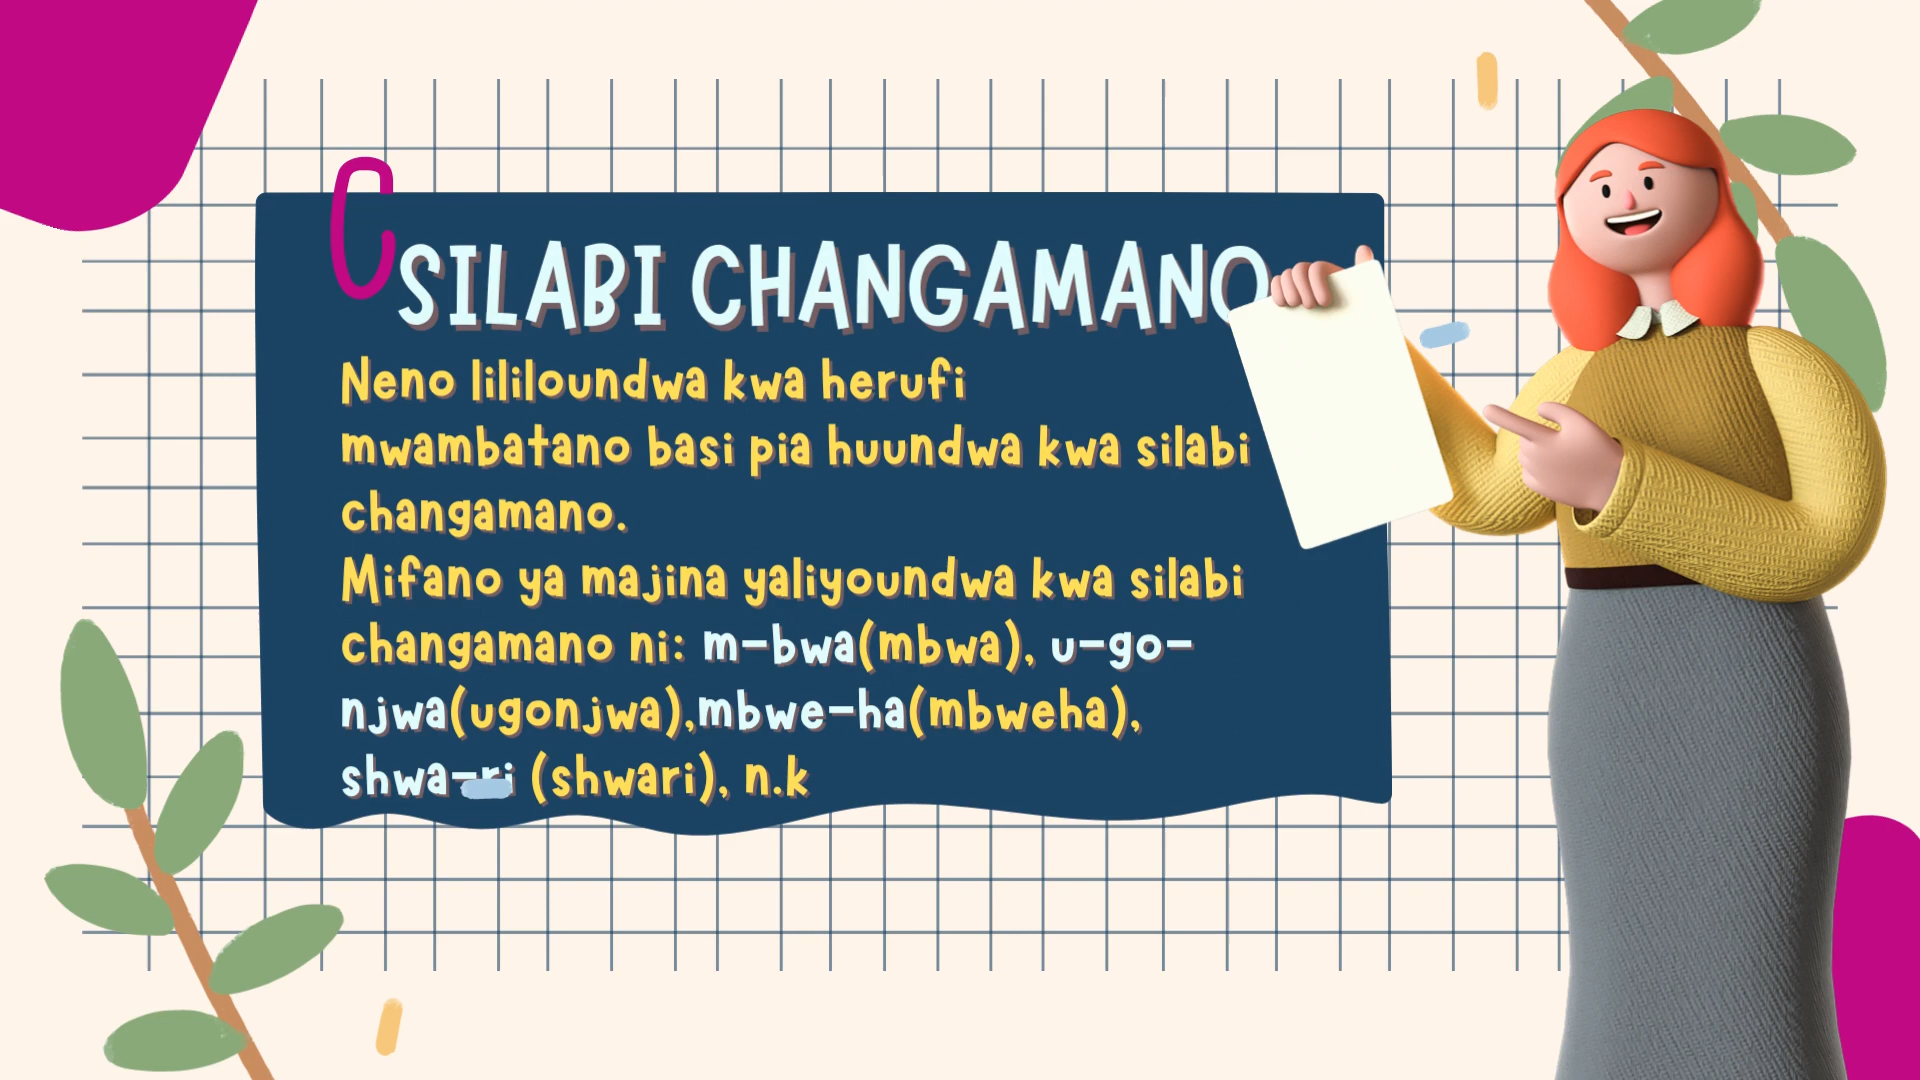 SILABI CHANGAMANO
Neno lililoundwa kwa herufi
mwambatano basi pia huundwa kwa silabi
changamano.
Mifano ya majina yaliyoundwa kwa silabi
changamano ni: m-bwa(mbwa), u-go-
njwa(ugonjwa),mbwe-ha(mbweha),
shwa-ri (shwari), n.k